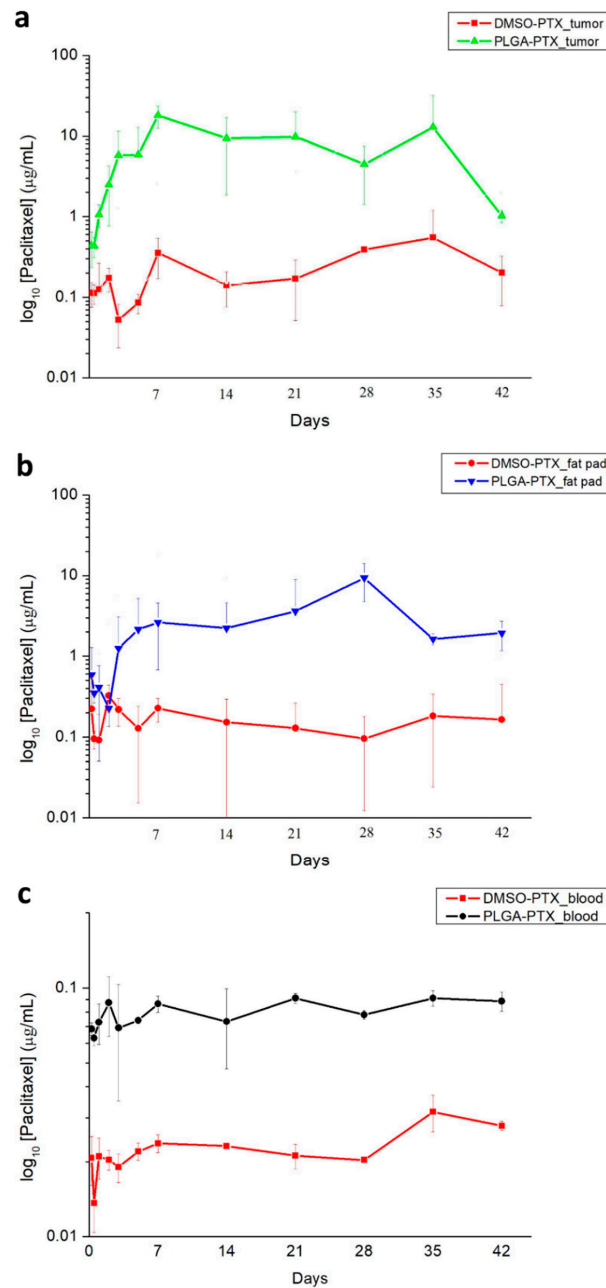 a
DMSO-PTX_tumor
PLGA-PTX_tumor
log₁₀ [Paclitaxel] (μg/mL)
100
10
1
0.1
0.01
7 14 21 28 35 42
Days
b
DMSO-PTX_fat pad
PLGA-PTX_fat pad
log₁₀ [Paclitaxel] (μg/mL)
100
10
1
0.1
0.01
7 14 21 28 35 42
Days
c
DMSO-PTX_blood
PLGA-PTX_blood
log₁₀ [Paclitaxel] (μg/mL)
0.1
0.01
0 7 14 21 28 35 42
Days